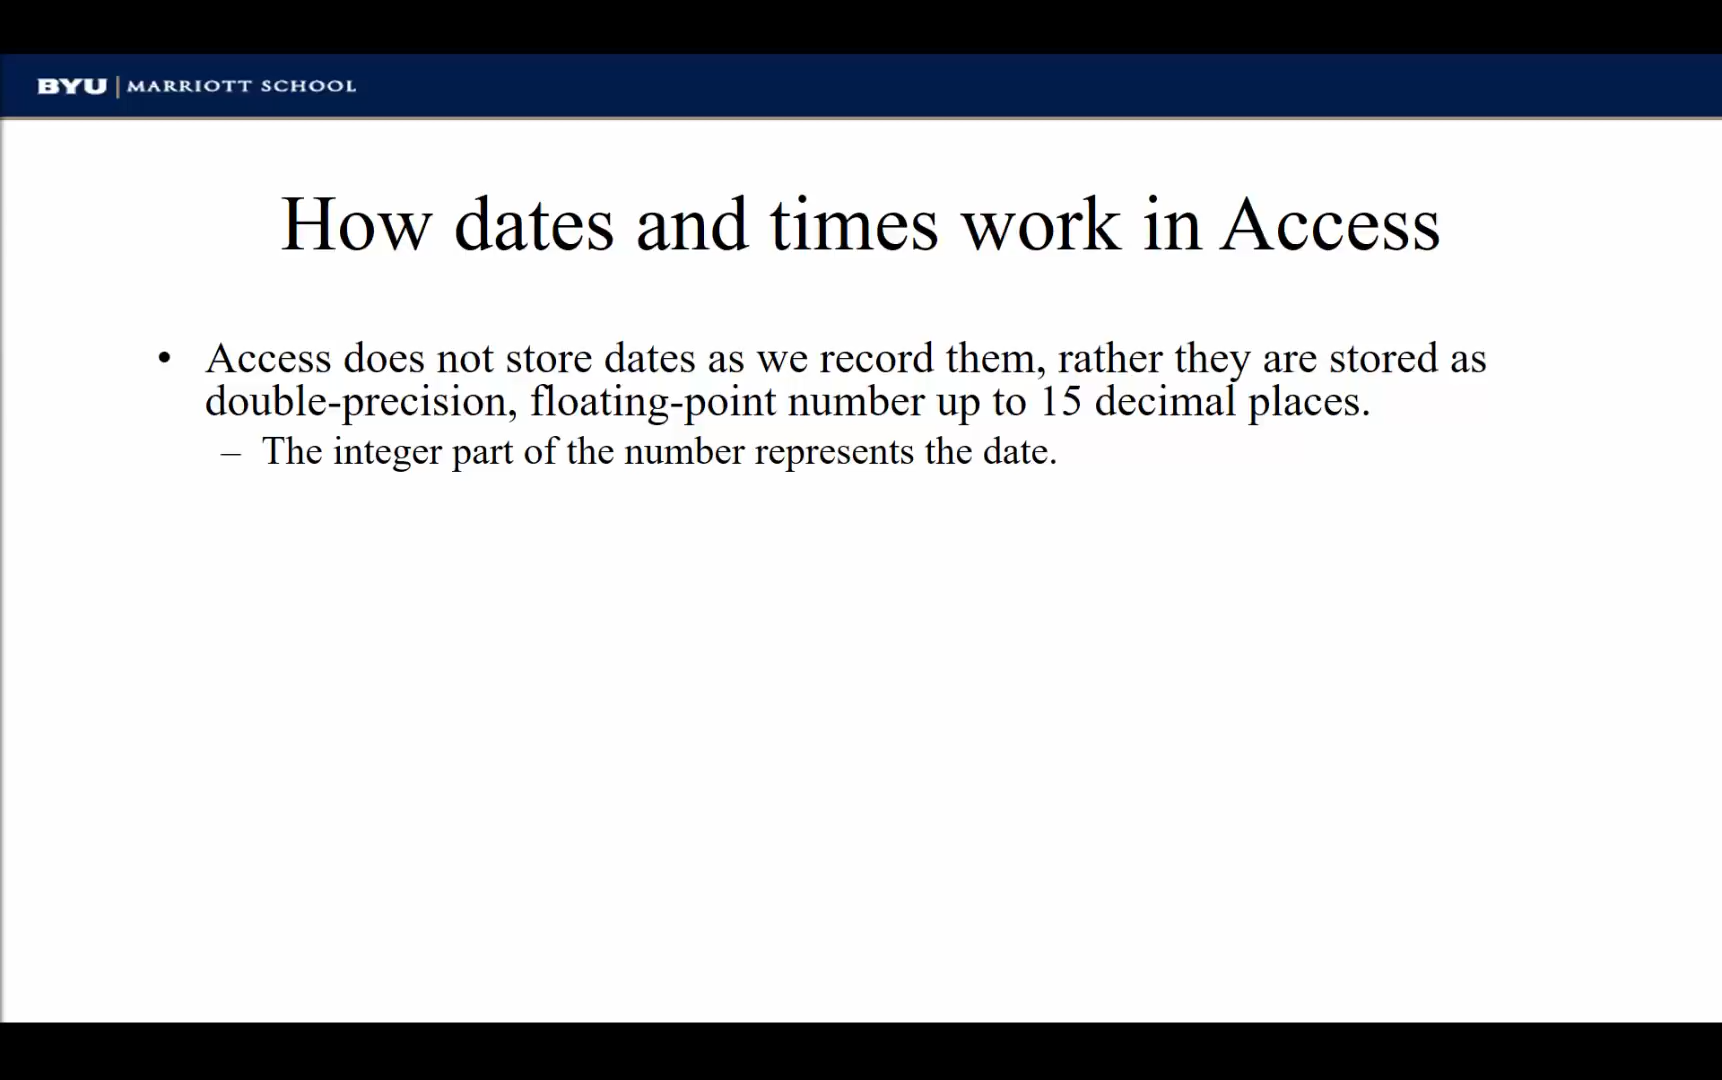 BYU | MARRIOTT SCHOOL
How dates and times work in Access
• Access does not store dates as we record them, rather they are stored as
double-precision, floating-point number up to 15 decimal places.
– The integer part of the number represents the date.